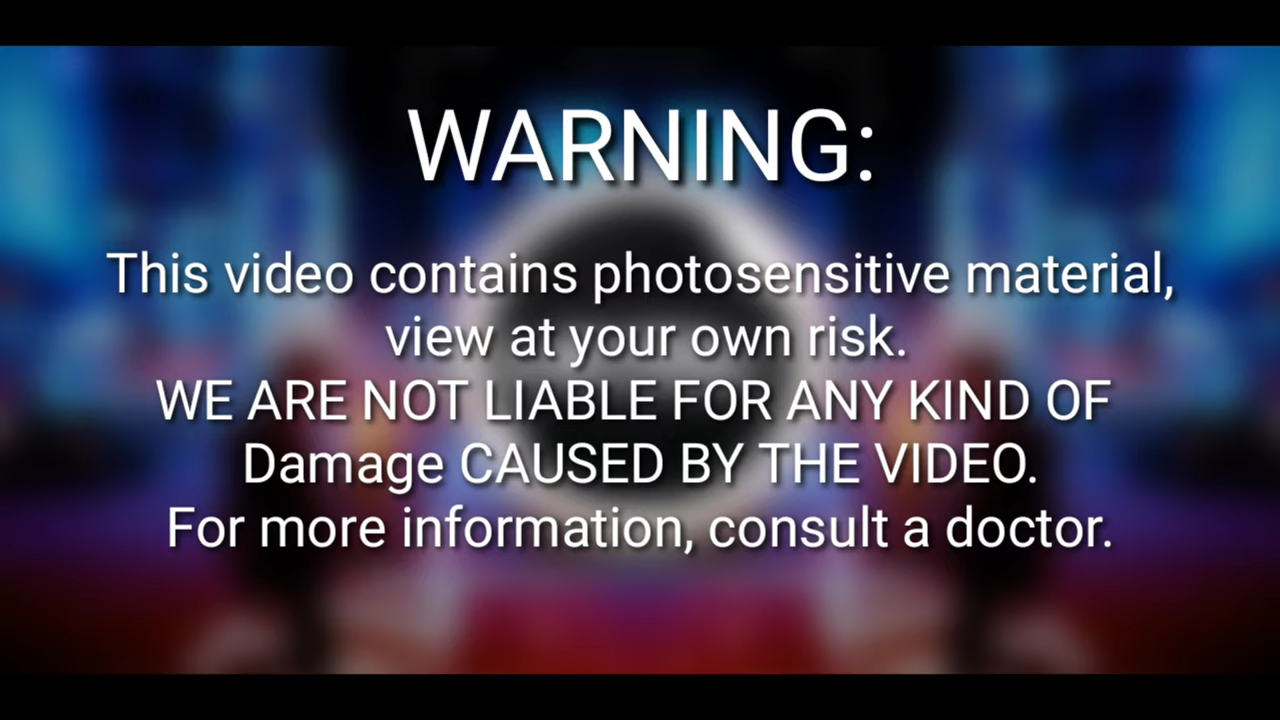 WARNING:
This video contains photosensitive material,
view at your own risk.
WE ARE NOT LIABLE FOR ANY KIND OF
Damage CAUSED BY THE VIDEO.
For more information, consult a doctor.